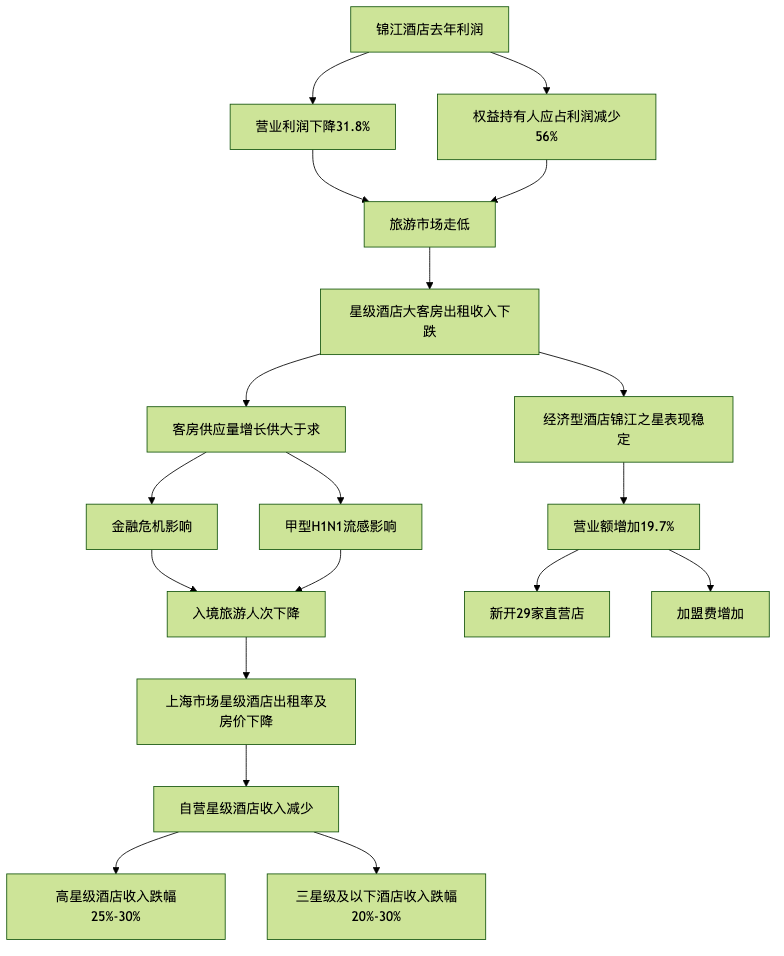 锦江酒店去年利润
营业利润下降31.8%
权益持有人应占利润减少
56%
旅游市场走低
星级酒店大客房出租收入下
跌
客房供应量增长供大于求
经济型酒店锦江之星表现稳
定
金融危机影响
甲型H1N1流感影响
营业额增加19.7%
入境旅游人次下降
新开29家直营店
加盟费增加
上海市场星级酒店出租率及
房价下降
自营星级酒店收入减少
高星级酒店收入跌幅
25%-30%
三星级及以下酒店收入跌幅
20%-30%